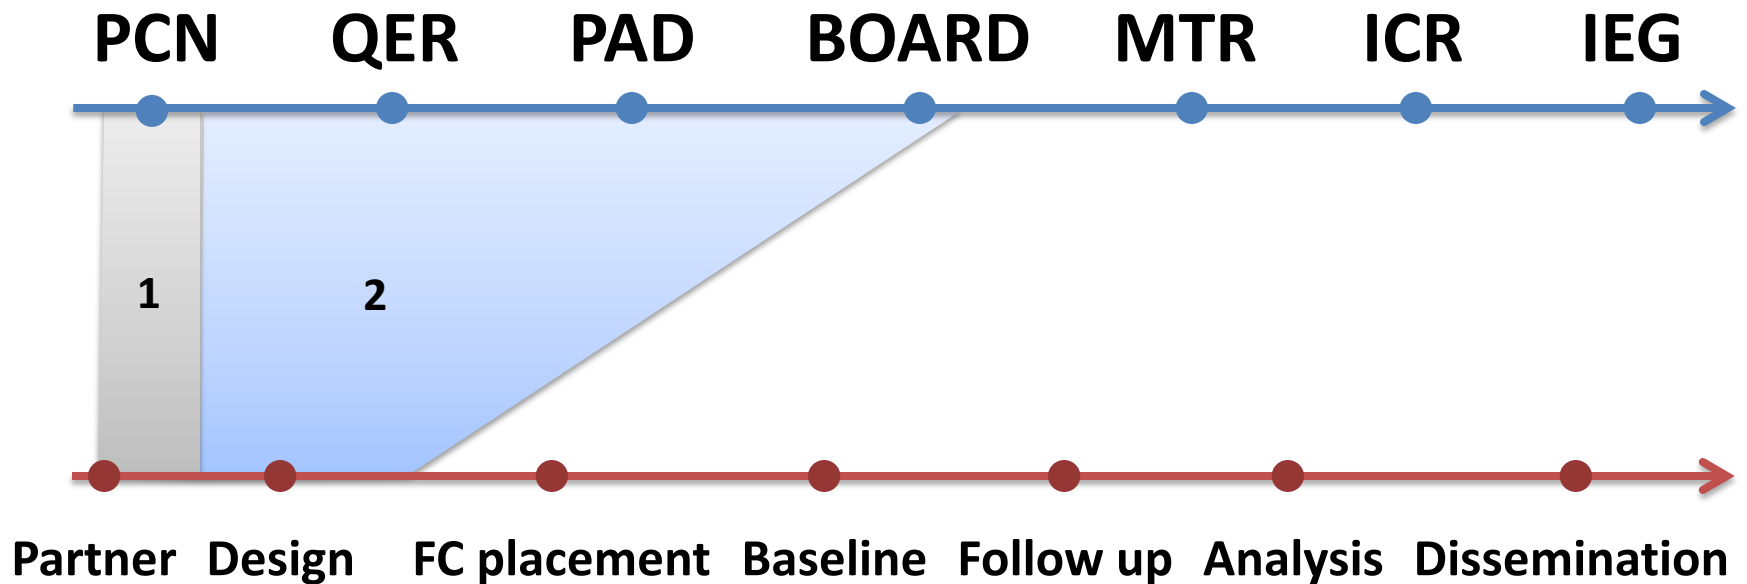 PCN QER PAD BOARD MTR ICR IEG
1 2
Partner Design FC placement Baseline Follow up Analysis Dissemination